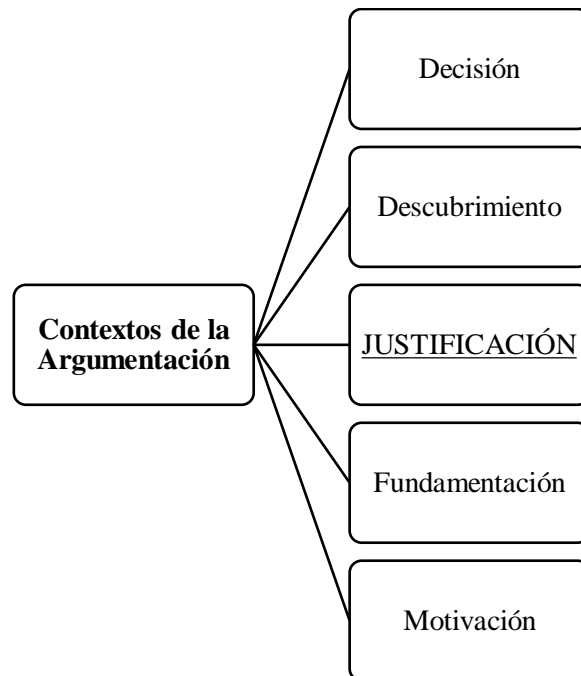 Decisión
Descubrimiento
Contextos de la
Argumentación
JUSTIFICACIÓN
Fundamentación
Motivación